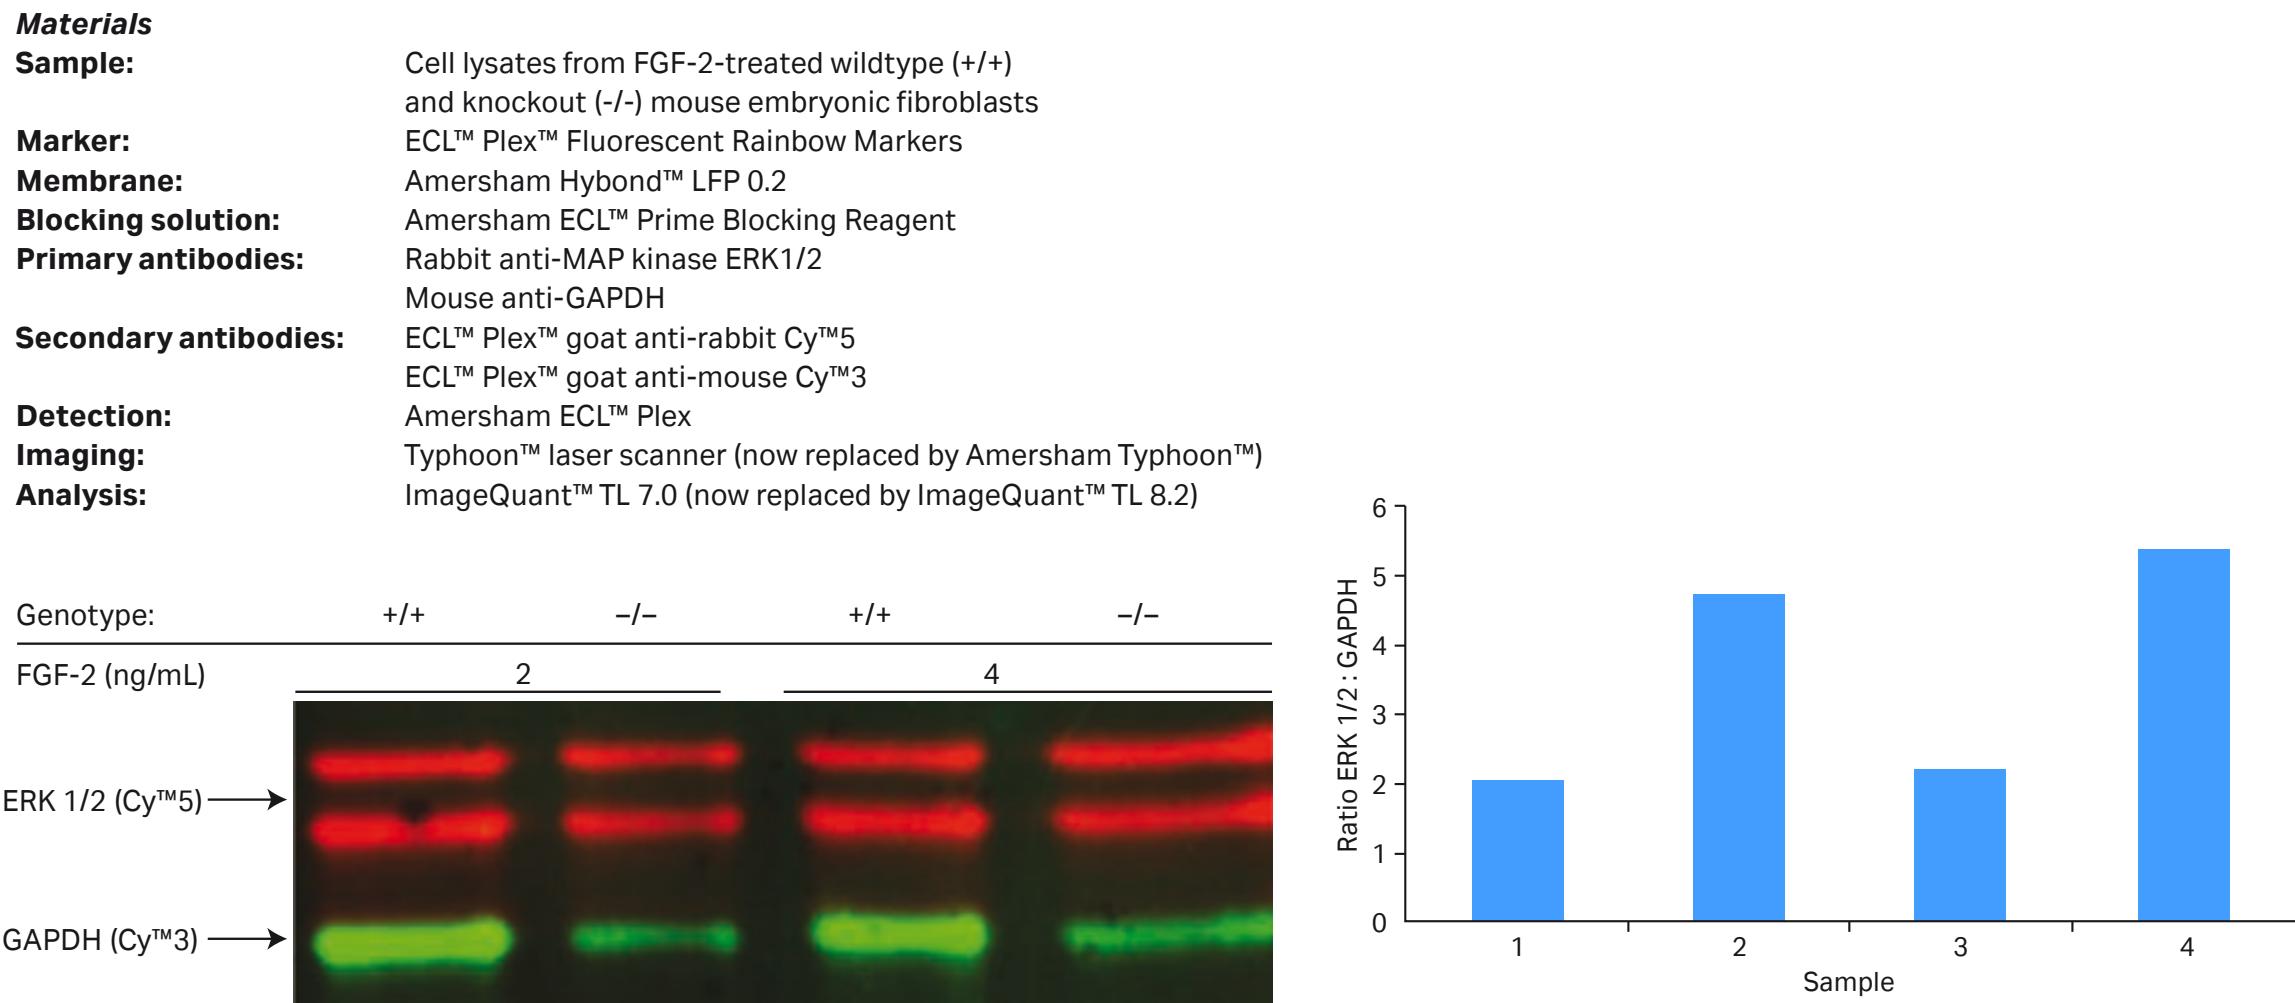 Materials
Sample: Cell lysates from FGF-2-treated wildtype (+/+)
and knockout (-/-) mouse embryonic fibroblasts
Marker: ECL™ Plex™ Fluorescent Rainbow Markers
Membrane: Amersham Hybond™ LFP 0.2
Blocking solution: Amersham ECL™ Prime Blocking Reagent
Primary antibodies: Rabbit anti-MAP kinase ERK1/2
Mouse anti-GAPDH
Secondary antibodies: ECL™ Plex™ goat anti-rabbit Cy™5
ECL™ Plex™ goat anti-mouse Cy™3
Detection: Amersham ECL™ Plex
Imaging: Typhoon™ laser scanner (now replaced by Amersham Typhoon™)
Analysis: ImageQuant™ TL 7.0 (now replaced by ImageQuant™ TL 8.2)
Genotype: +/+ –/– +/+ –/–
FGF-2 (ng/mL) 2 4
ERK 1/2 (Cy™5)
GAPDH (Cy™3)
Ratio ERK 1/2 : GAPDH
6
5
4
3
2
1
0
1 2 3 4
Sample